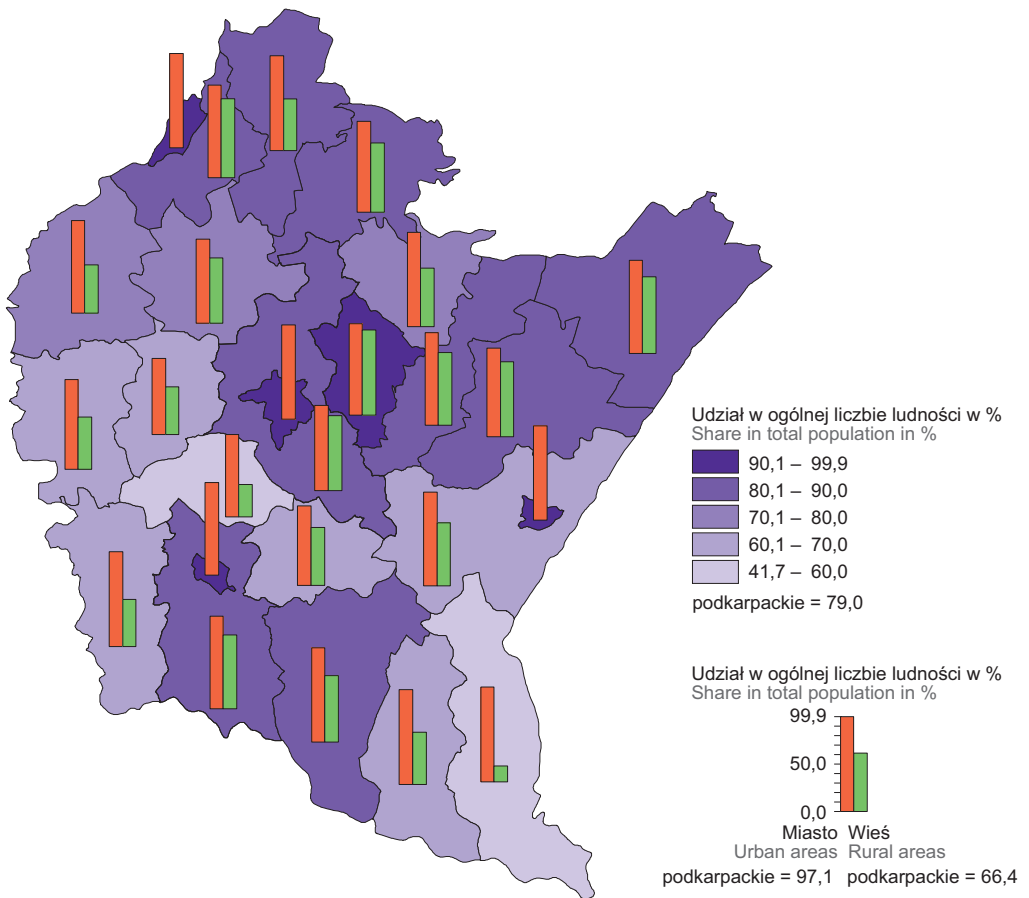 Udział w ogólnej liczbie ludności w %
Share in total population in %
90,1 – 99,9
80,1 – 90,0
70,1 – 80,0
60,1 – 70,0
41,7 – 60,0
podkarpackie = 79,0
Udział w ogólnej liczbie ludności w %
Share in total population in %
99,9
50,0
0,0
Miasto Wieś
Urban areas Rural areas
podkarpackie = 97,1 podkarpackie = 66,4